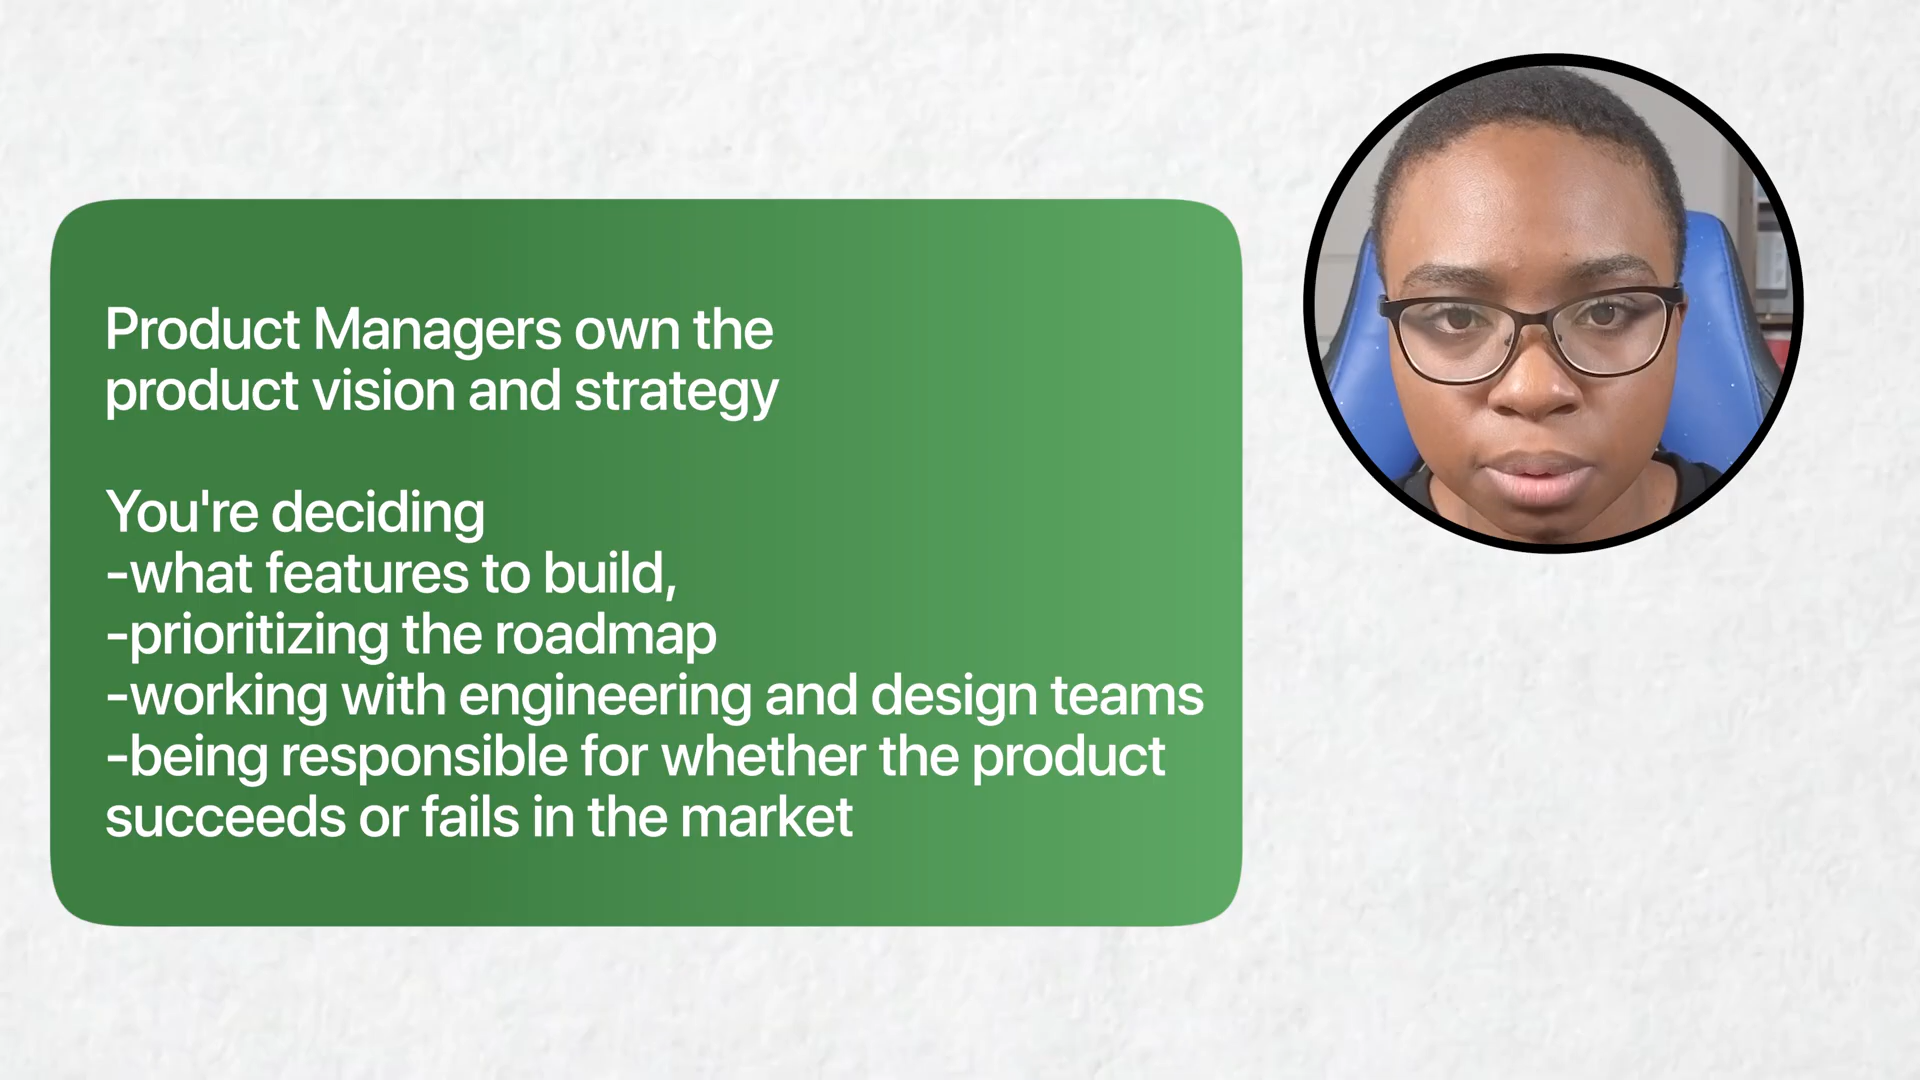 Product Managers own the
product vision and strategy
You're deciding
-what features to build,
-prioritizing the roadmap
-working with engineering and design teams
-being responsible for whether the product
succeeds or fails in the market